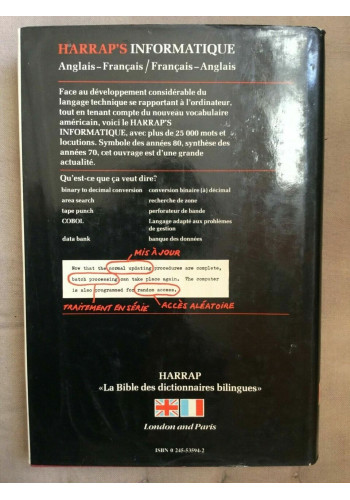 HARRAP'S INFORMATIQUE
Anglais-Français/Français-Anglais
Face au développement considérable du
langage technique se rapportant à l'ordinateur,
tout en tenant compte du nouveau vocabulaire
américain, voici le HARRAP'S
INFORMATIQUE, avec plus de 25 000 mots et
locutions. Symbole des années 80, synthèse des
années 70, cet ouvrage est d'une grande
actualité.
Qu'est-ce que ça veut dire?
binary to decimal conversion conversion binaire (à) décimal
area search recherche de zone
tape punch perforateur de bande
COBOL Langage adapté aux problèmes
de gestion
data bank banque des données
MIS À JOUR
Now that the normal updating procedures are complete,
batch processing can take place again. The computer
is also programmed for random access.
TRAITEMENT EN SÉRIE ACCÈS ALÉATOIRE
HARRAP
«La Bible des dictionnaires bilingues»
London and Paris
ISBN 0 245-53594-2